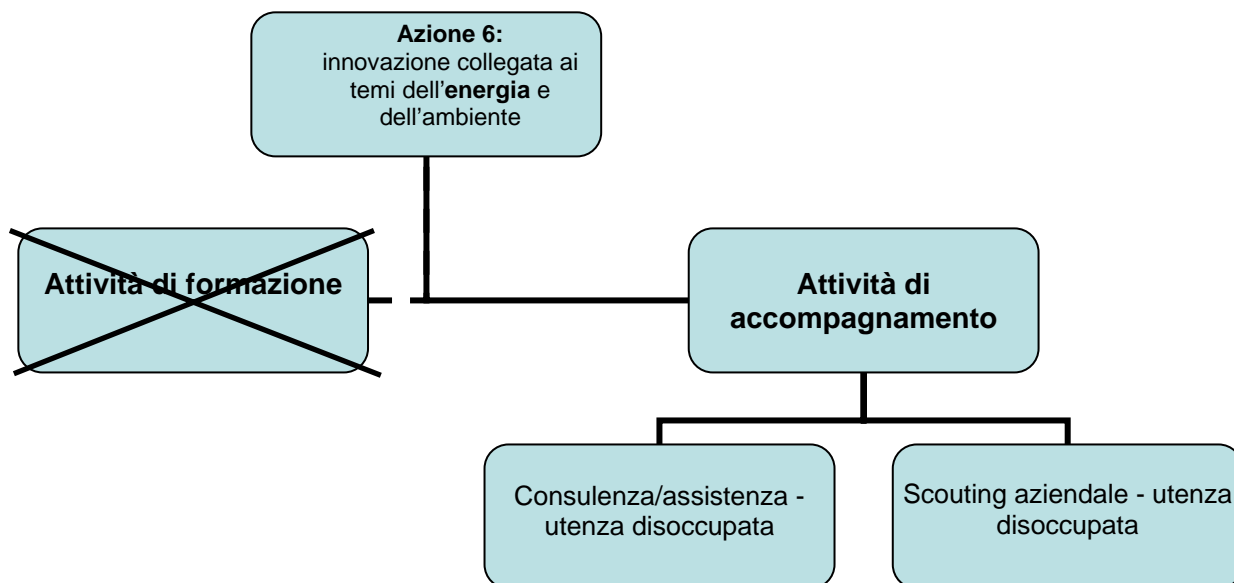 Azione 6:
innovazione collegata ai
temi dell'energia e
dell'ambiente
Attività di formazione
Attività di
accompagnamento
Consulenza/assistenza -
utenza disoccupata
Scouting aziendale - utenza
disoccupata